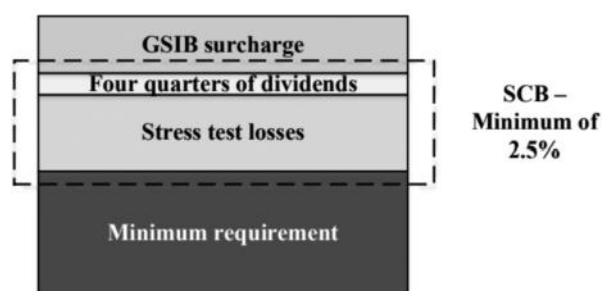 GSIB surcharge
Four quarters of dividends
Stress test losses
Minimum requirement
SCB –
Minimum of
2.5%